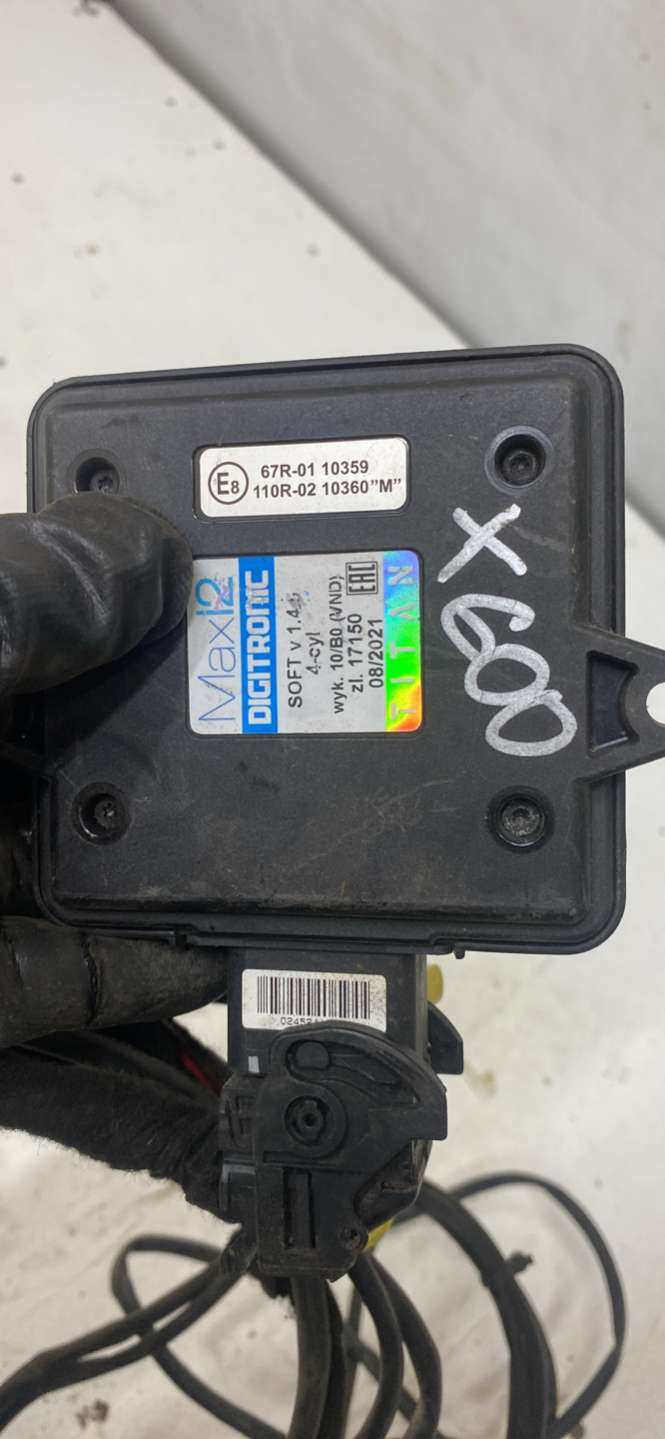 E8
67R-01 10359
110R-02 10360"M"
Maxi2
DIGITRONIC
SOFT v 1.4.6
4-cyl
wyk. 10/B0 (VND)
zl. 17150
08/2021
EAC
TITAN
X600